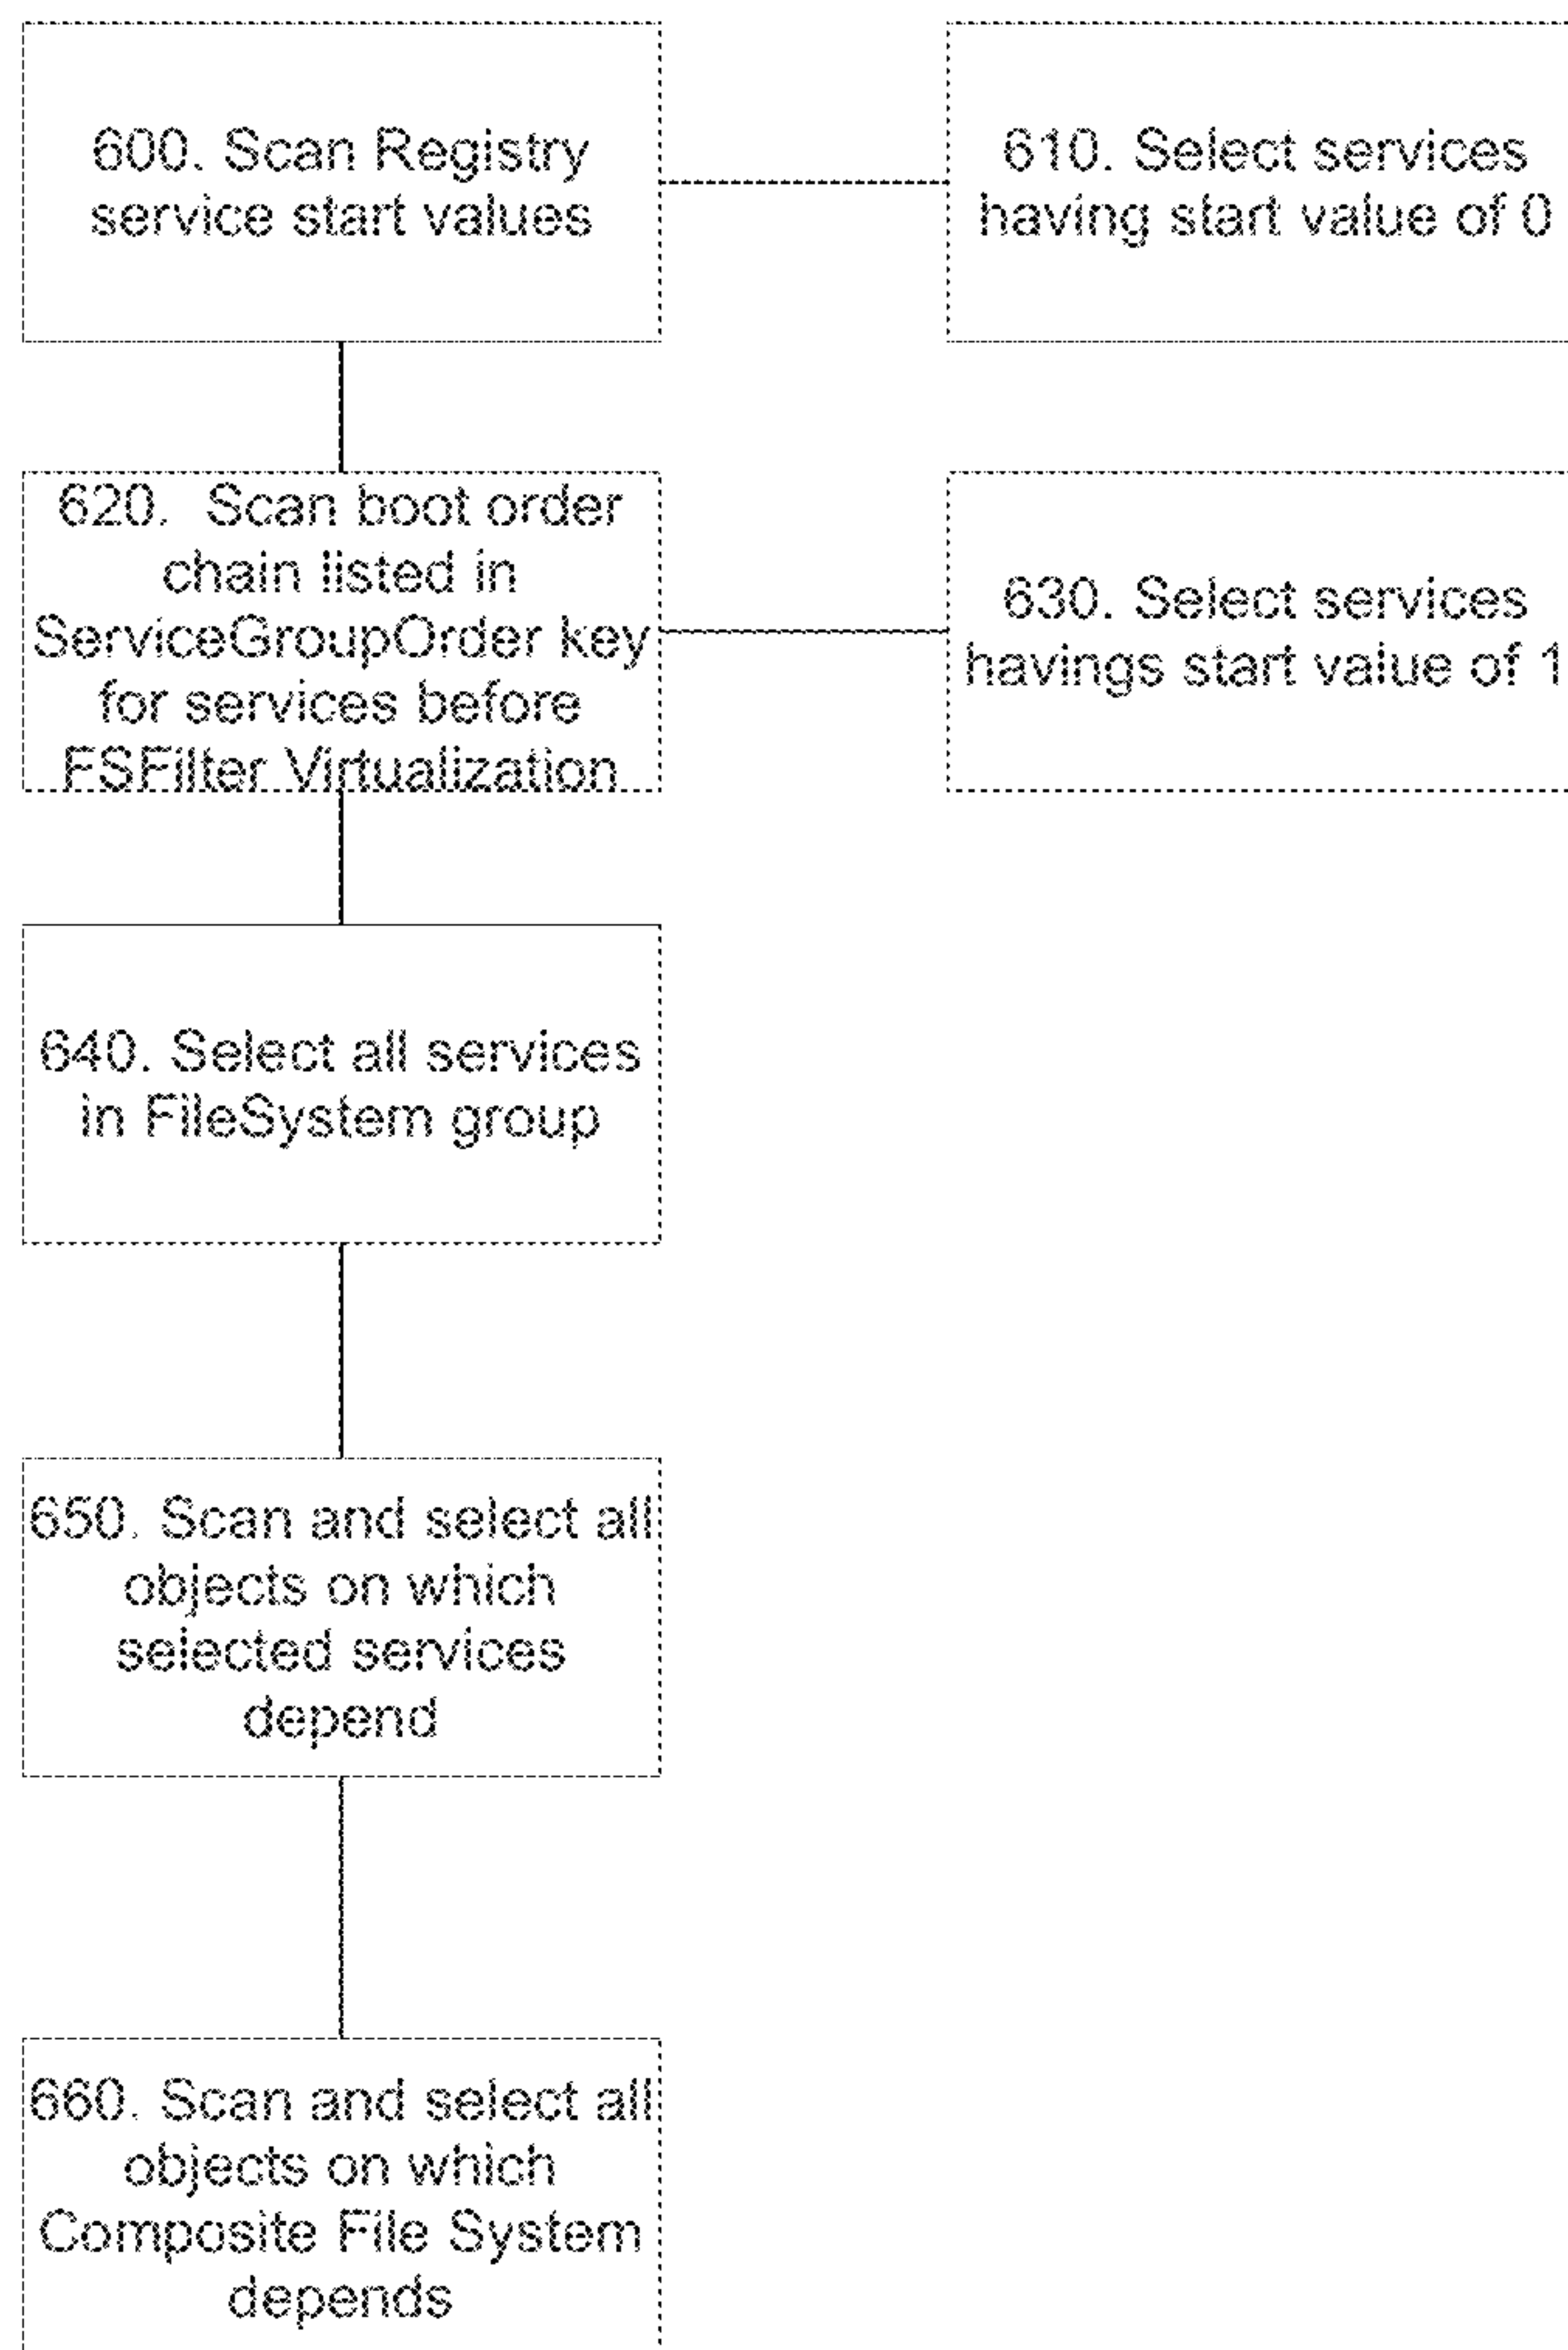 600. Scan Registry
service start values
610. Select services
having start value of 0
620.  Scan boot order
chain listed in
ServiceGroupOrder key
for services before
FSFilter Virtualization
630. Select services
havings start value of 1
640. Select all services
in FileSystem group
650. Scan and select all
objects on which
selected services
depend
660. Scan and select all
objects on which
Composite File System
depends